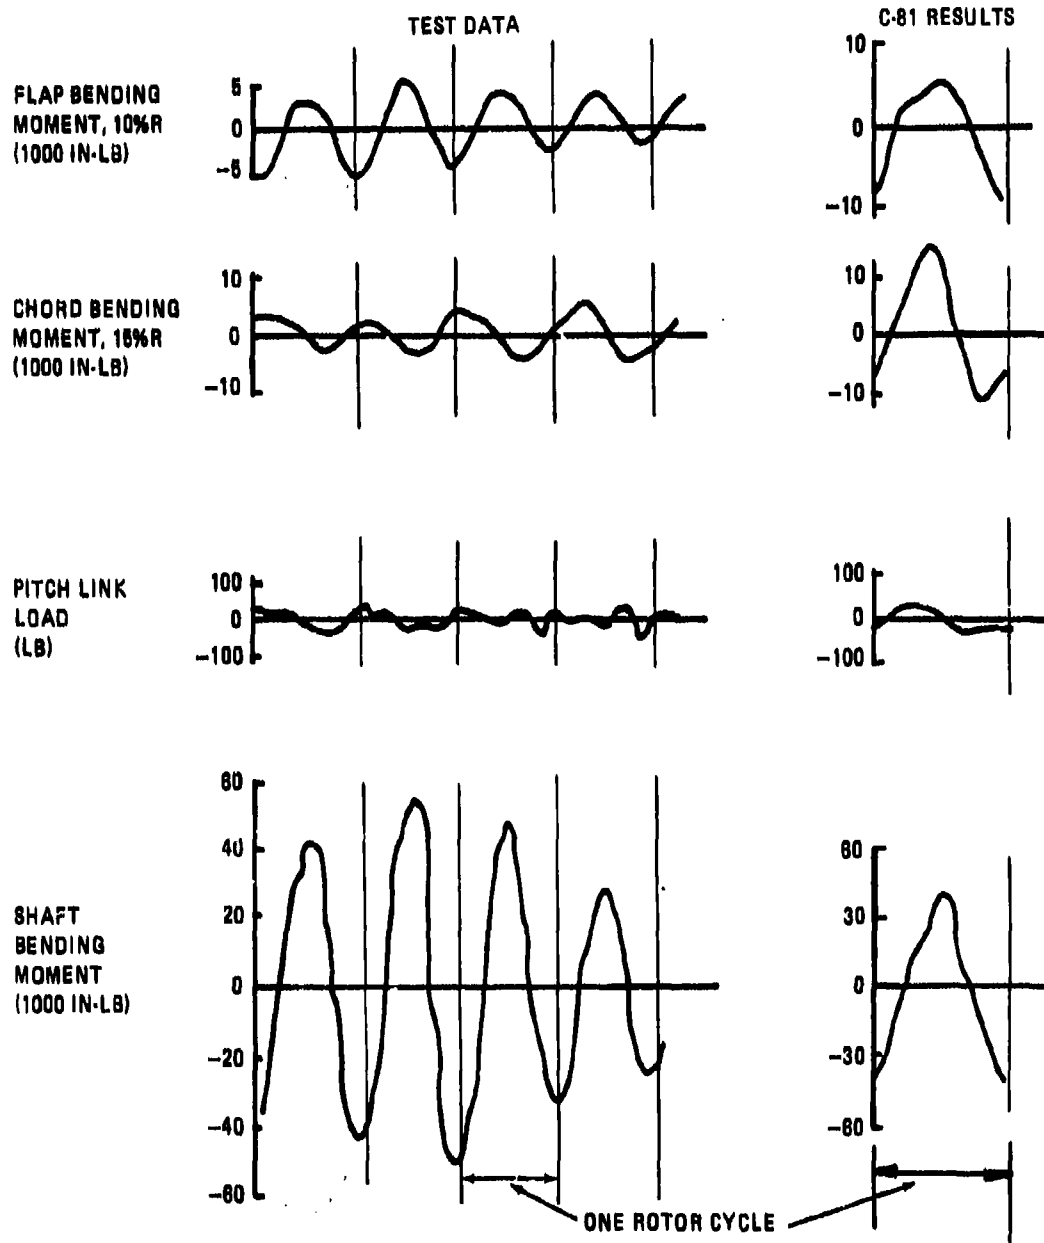 TEST DATA
C-81 RESULTS
FLAP BENDING
MOMENT, 10%R
(1000 IN-LB)
5
0
-5
10
0
-10
CHORD BENDING
MOMENT, 15%R
(1000 IN-LB)
10
0
-10
10
0
-10
PITCH LINK
LOAD
(LB)
100
0
-100
100
0
-100
SHAFT
BENDING
MOMENT
(1000 IN-LB)
60
40
20
0
-20
-40
-60
60
30
0
-30
-60
ONE ROTOR CYCLE